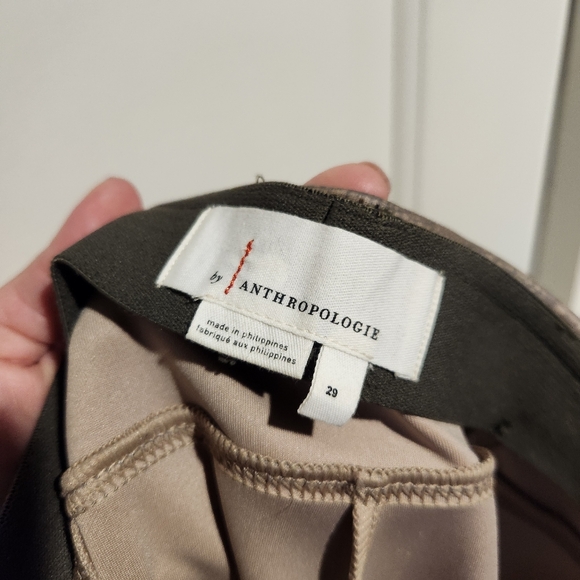 by ANTHROPOLOGIE
made in philippines
fabriqué aux philippines
29